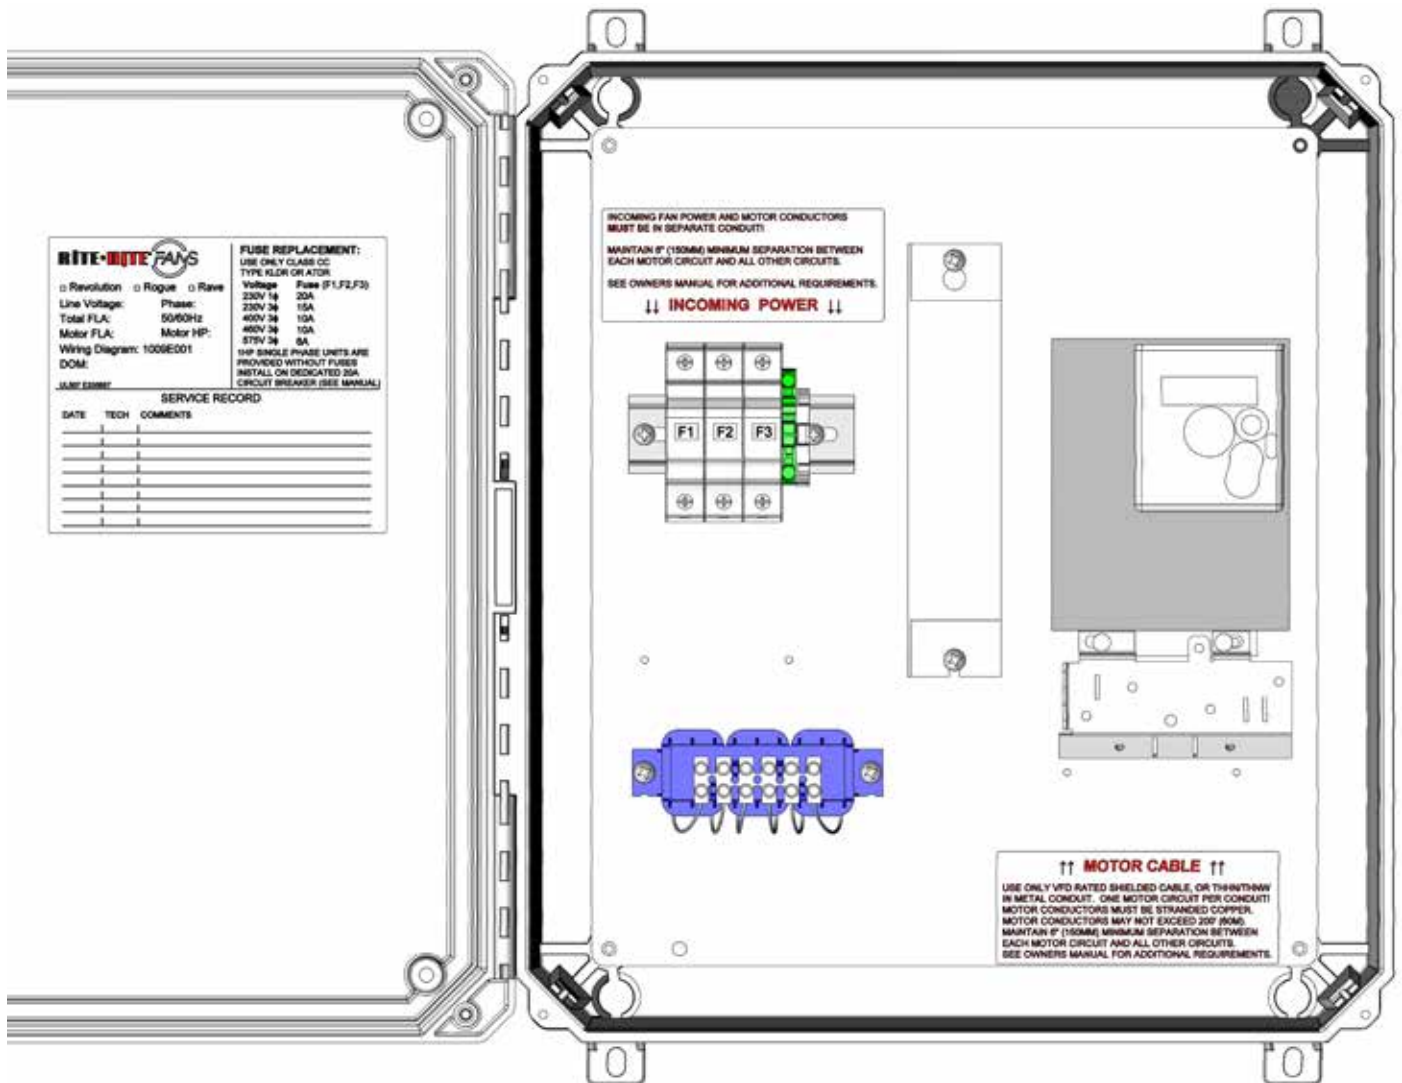 RITE•HITE FANS
□ Revolution □ Rogue □ Rave
Line Voltage: Phase:
Total FLA: 50/60Hz
Motor FLA: Motor HP:
Wiring Diagram: 1009E001
DOM:
FUSE REPLACEMENT:
USE ONLY CLASS CC
TYPE KLDR OR ATDR
Voltage Fuse (F1,F2,F3)
230V 1ϕ 20A
230V 3ϕ 15A
400V 3ϕ 10A
460V 3ϕ 10A
575V 3ϕ 6A
1HP SINGLE PHASE UNITS ARE
PROVIDED WITHOUT FUSES
INSTALL ON DEDICATED 20A
CIRCUIT BREAKER (SEE MANUAL)
SERVICE RECORD
DATE TECH COMMENTS
INCOMING FAN POWER AND MOTOR CONDUCTORS
MUST BE IN SEPARATE CONDUIT!
MAINTAIN 6" (150MM) MINIMUM SEPARATION BETWEEN
EACH MOTOR CIRCUIT AND ALL OTHER CIRCUITS.
SEE OWNERS MANUAL FOR ADDITIONAL REQUIREMENTS.
↓↓ INCOMING POWER ↓↓
F1 F2 F3
↑↑ MOTOR CABLE ↑↑
USE ONLY VFD RATED SHIELDED CABLE, OR THHN/THNW
IN METAL CONDUIT. ONE MOTOR CIRCUIT PER CONDUIT!
MOTOR CONDUCTORS MUST BE STRANDED COPPER.
MOTOR CONDUCTORS MAY NOT EXCEED 200' (60M).
MAINTAIN 6" (150MM) MINIMUM SEPARATION BETWEEN
EACH MOTOR CIRCUIT AND ALL OTHER CIRCUITS.
SEE OWNERS MANUAL FOR ADDITIONAL REQUIREMENTS.